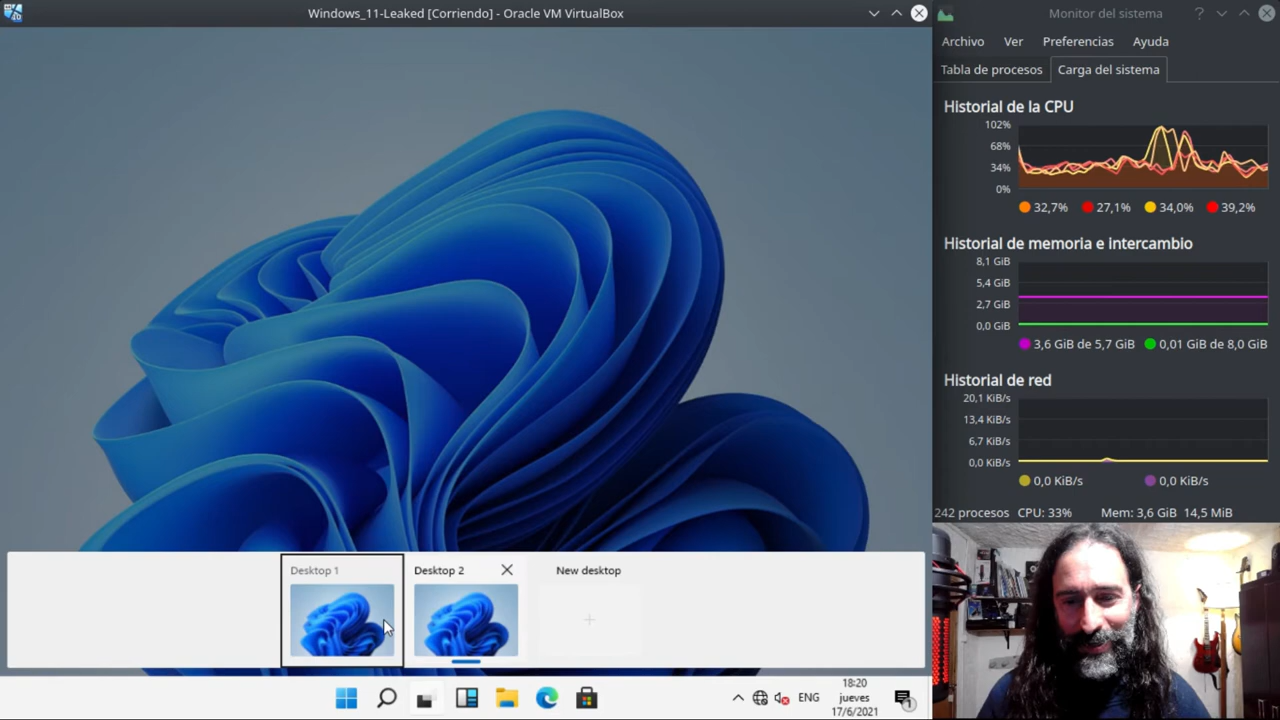 Windows_11-Leaked [Corriendo] - Oracle VM VirtualBox
Monitor del sistema
Archivo Ver Preferencias Ayuda
Tabla de procesos Carga del sistema
Historial de la CPU
102%
68%
34%
0%
32,7% 27,1% 34,0% 39,2%
Historial de memoria e intercambio
8,1 GiB
5,4 GiB
2,7 GiB
0,0 GiB
3,6 GiB de 5,7 GiB 0,01 GiB de 8,0 GiB
Historial de red
20,1 KiB/s
13,4 KiB/s
6,7 KiB/s
0,0 KiB/s
0,0 KiB/s 0,0 KiB/s
242 procesos CPU: 33% Mem: 3,6 GiB 14,5 MiB
Desktop 1 Desktop 2 New desktop
ENG
18:20
jueves
17/6/2021
1